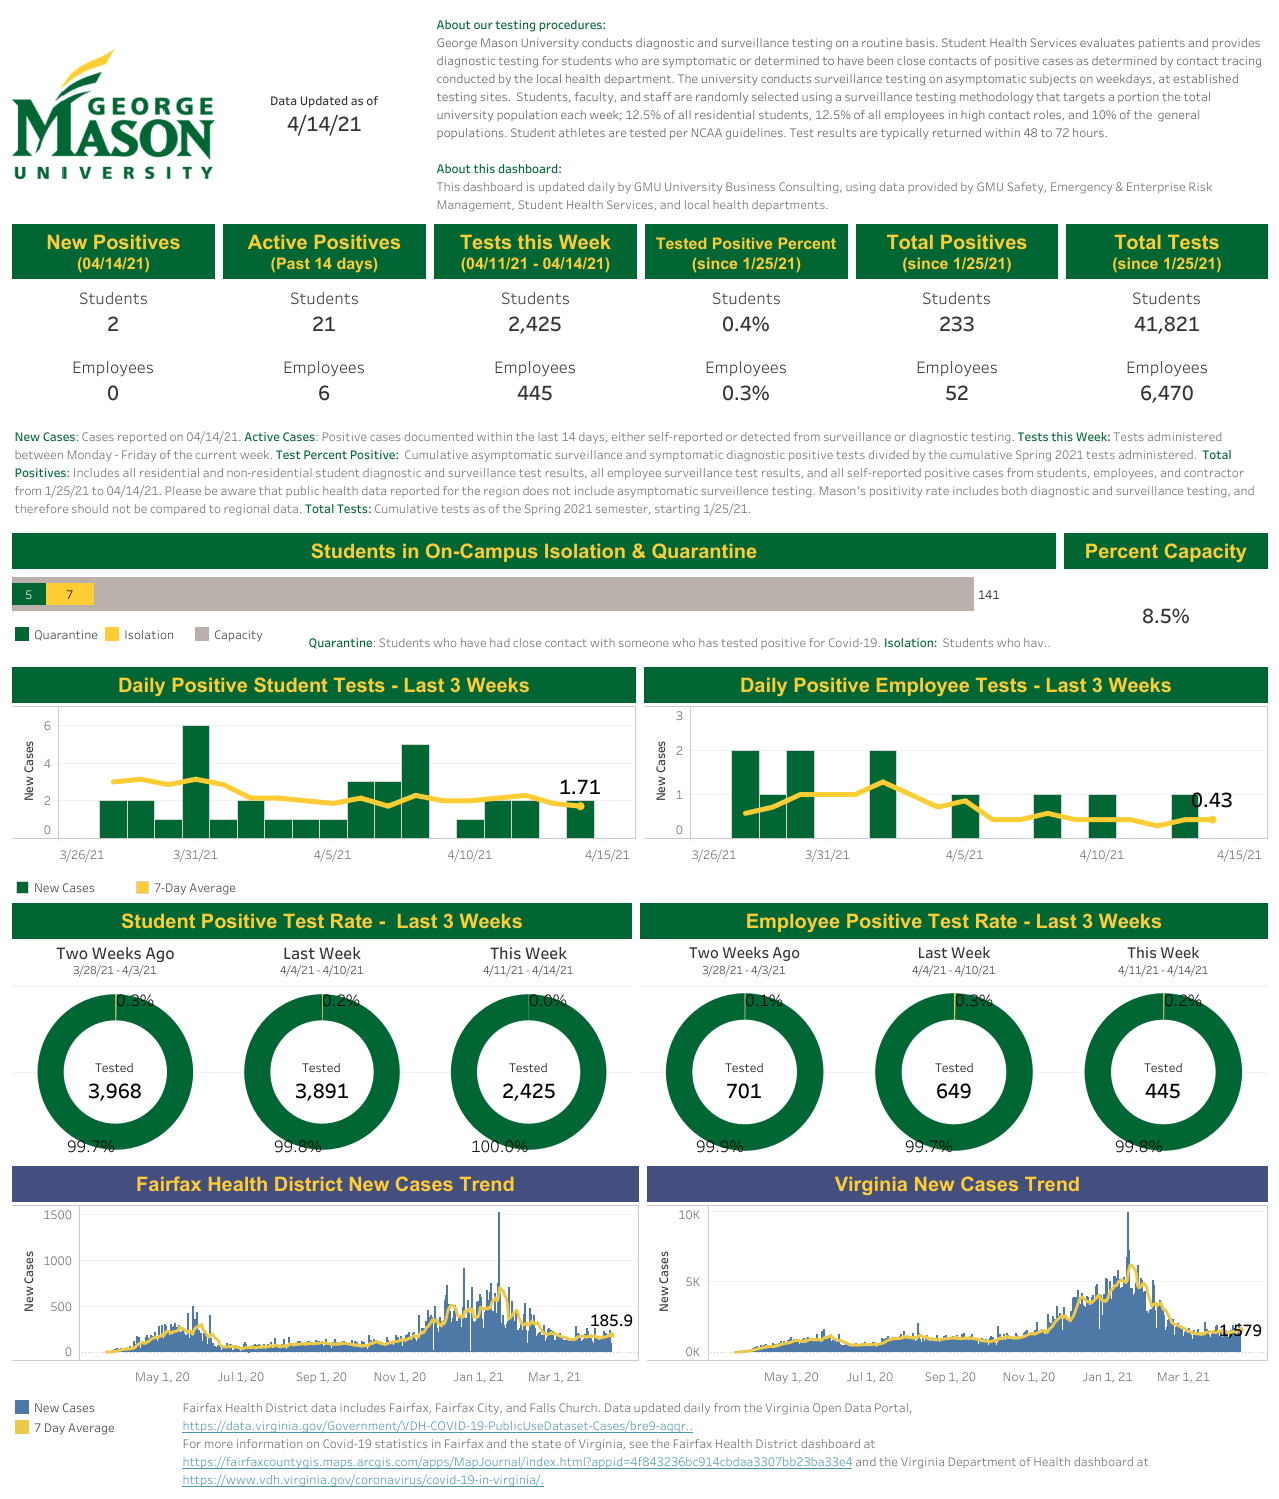 GEORGE
MASON
UNIVERSITY
Data Updated as of
4/14/21
About our testing procedures:
George Mason University conducts diagnostic and surveillance testing on a routine basis. Student Health Services evaluates patients and provides
diagnostic testing for students who are symptomatic or determined to have been close contacts of positive cases as determined by contact tracing
conducted by the local health department. The university conducts surveillance testing on asymptomatic subjects on weekdays, at established
testing sites.  Students, faculty, and staff are randomly selected using a surveillance testing methodology that targets a portion the total
university population each week; 12.5% of all residential students, 12.5% of all employees in high contact roles, and 10% of the  general
populations. Student athletes are tested per NCAA guidelines. Test results are typically returned within 48 to 72 hours.
About this dashboard:
This dashboard is updated daily by GMU University Business Consulting, using data provided by GMU Safety, Emergency & Enterprise Risk
Management, Student Health Services, and local health departments.
New Positives
(04/14/21)
Students
2
Employees
0
Active Positives
(Past 14 days)
Students
21
Employees
6
Tests this Week
(04/11/21 - 04/14/21)
Students
2,425
Employees
445
Tested Positive Percent
(since 1/25/21)
Students
0.4%
Employees
0.3%
Total Positives
(since 1/25/21)
Students
233
Employees
52
Total Tests
(since 1/25/21)
Students
41,821
Employees
6,470
New Cases: Cases reported on 04/14/21. Active Cases: Positive cases documented within the last 14 days, either self-reported or detected from surveillance or diagnostic testing. Tests this Week: Tests administered
between Monday - Friday of the current week. Test Percent Positive:  Cumulative asymptomatic surveillance and symptomatic diagnostic positive tests divided by the cumulative Spring 2021 tests administered.  Total
Positives: Includes all residential and non-residential student diagnostic and surveillance test results, all employee surveillance test results, and all self-reported positive cases from students, employees, and contractor
from 1/25/21 to 04/14/21. Please be aware that public health data reported for the region does not include asymptomatic surveillence testing. Mason's positivity rate includes both diagnostic and surveillance testing, and
therefore should not be compared to regional data. Total Tests: Cumulative tests as of the Spring 2021 semester, starting 1/25/21.
Students in On-Campus Isolation & Quarantine
5
7
141
Quarantine
Isolation
Capacity
Quarantine: Students who have had close contact with someone who has tested positive for Covid-19. Isolation:  Students who hav..
Percent Capacity
8.5%
Daily Positive Student Tests - Last 3 Weeks
New Cases
6
4
2
0
1.71
3/26/21
3/31/21
4/5/21
4/10/21
4/15/21
Daily Positive Employee Tests - Last 3 Weeks
New Cases
3
2
1
0
0.43
3/26/21
3/31/21
4/5/21
4/10/21
4/15/21
New Cases
7-Day Average
Student Positive Test Rate -  Last 3 Weeks
Two Weeks Ago
3/28/21 - 4/3/21
0.3%
Tested
3,968
99.7%
Last Week
4/4/21 - 4/10/21
0.2%
Tested
3,891
99.8%
This Week
4/11/21 - 4/14/21
0.0%
Tested
2,425
100.0%
Employee Positive Test Rate - Last 3 Weeks
Two Weeks Ago
3/28/21 - 4/3/21
0.1%
Tested
701
99.9%
Last Week
4/4/21 - 4/10/21
0.3%
Tested
649
99.7%
This Week
4/11/21 - 4/14/21
0.2%
Tested
445
99.8%
Fairfax Health District New Cases Trend
New Cases
1500
1000
500
0
185.9
May 1, 20
Jul 1, 20
Sep 1, 20
Nov 1, 20
Jan 1, 21
Mar 1, 21
Virginia New Cases Trend
New Cases
10K
5K
0K
1,579
May 1, 20
Jul 1, 20
Sep 1, 20
Nov 1, 20
Jan 1, 21
Mar 1, 21
New Cases
7 Day Average
Fairfax Health District data includes Fairfax, Fairfax City, and Falls Church. Data updated daily from the Virginia Open Data Portal,
https://data.virginia.gov/Government/VDH-COVID-19-PublicUseDataset-Cases/bre9-aqqr..
For more information on Covid-19 statistics in Fairfax and the state of Virginia, see the Fairfax Health District dashboard at
https://fairfaxcountygis.maps.arcgis.com/apps/MapJournal/index.html?appid=4f843236bc914cbdaa3307bb23ba33e4 and the Virginia Department of Health dashboard at
https://www.vdh.virginia.gov/coronavirus/covid-19-in-virginia/.